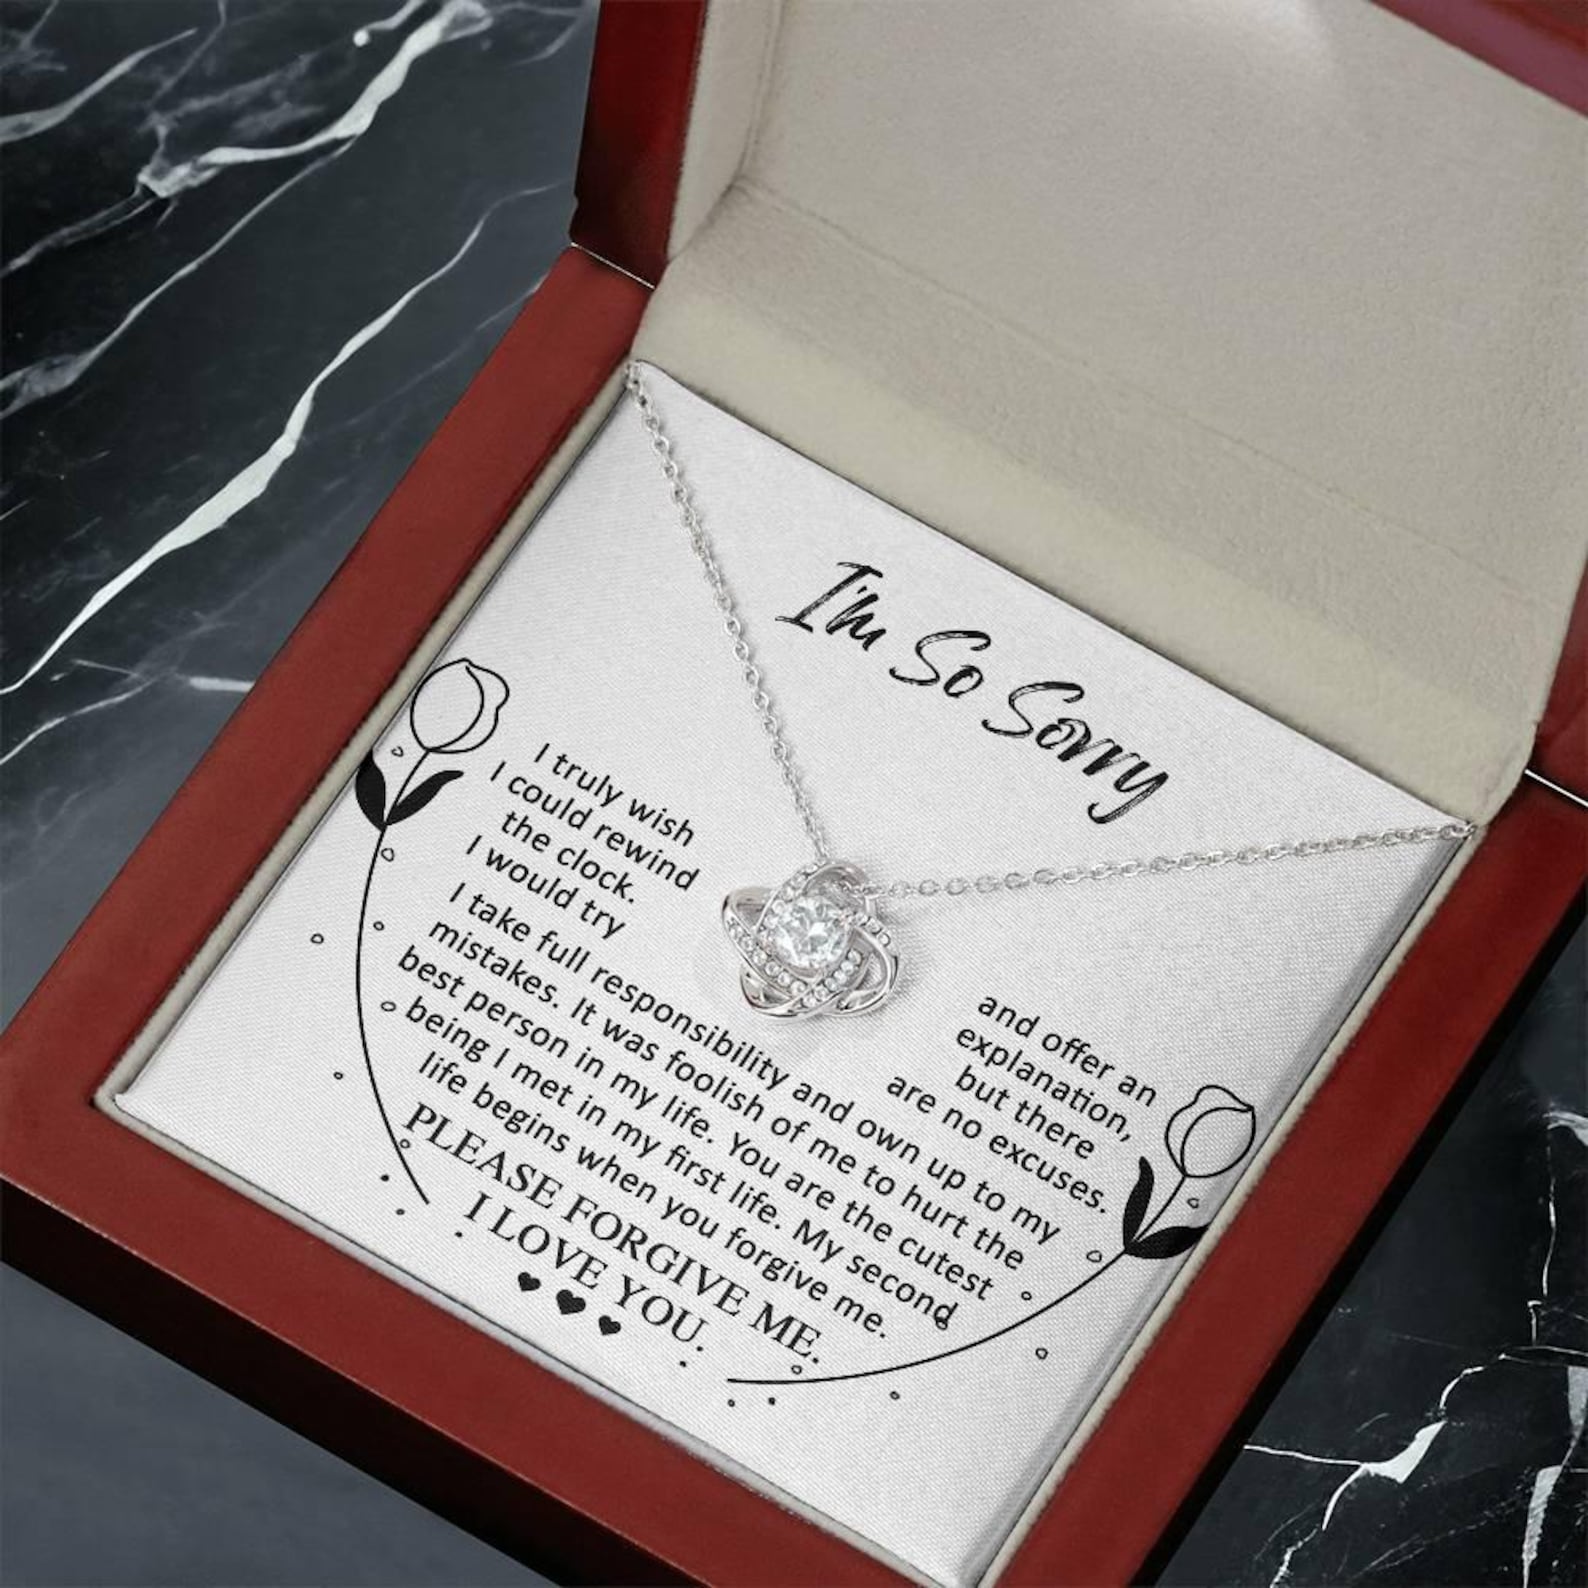 I'm So Sorry
I truly wish
I could rewind
the clock.
I would try
and offer an
explanation,
but there
are no excuses.
I take full responsibility and own up to my
mistakes. It was foolish of me to hurt the
best person in my life. You are the cutest
being I met in my first life. My second
life begins when you forgive me.
PLEASE FORGIVE ME.
I LOVE YOU.